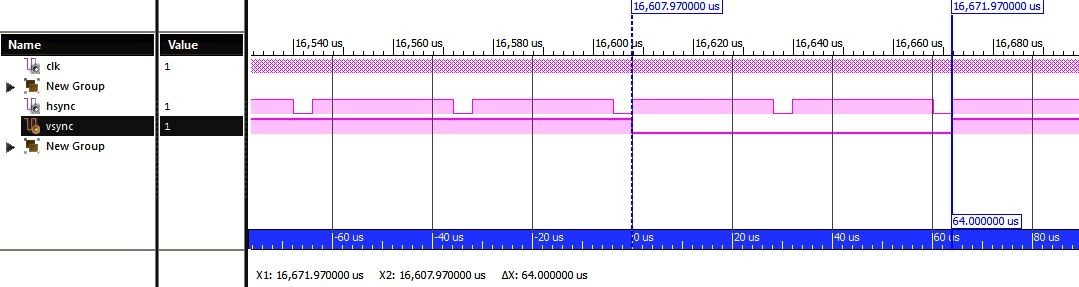 16,607.970000 us 16,671.970000 us
Name Value 16,540 us 16,560 us 16,580 us 16,600 us 16,620 us 16,640 us 16,660 us 16,680 us
clk 1
New Group
hsync 1
vsync 1
New Group
64.000000 us
-60 us -40 us -20 us 0 us 20 us 40 us 60 us 80 us
X1: 16,671.970000 us X2: 16,607.970000 us ΔX: 64.000000 us